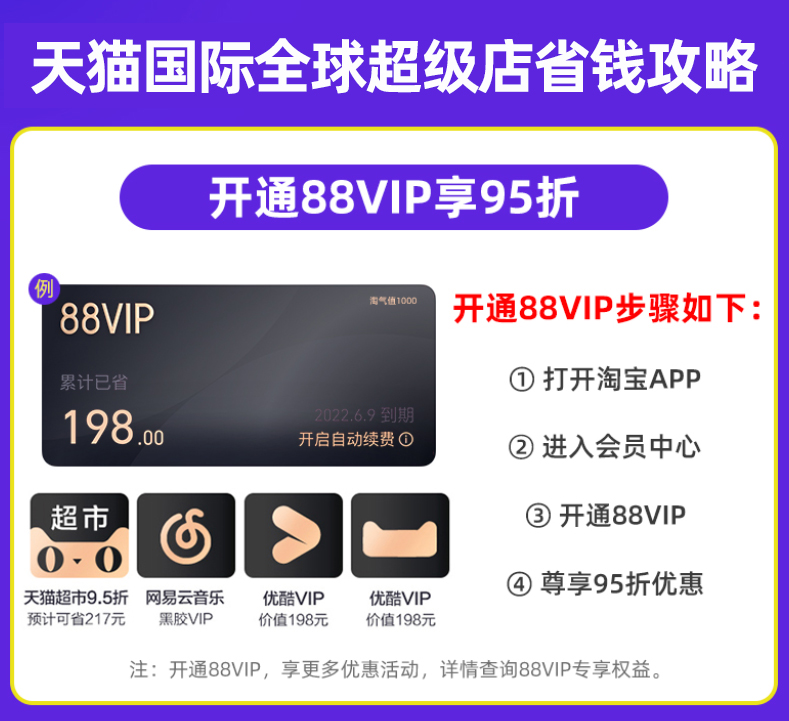 天猫国际全球超级店省钱攻略
开通88VIP享95折
例
88VIP
淘气值1000
累计已省
198.00
2022.6.9 到期
开启自动续费
开通88VIP步骤如下：
① 打开淘宝APP
② 进入会员中心
③ 开通88VIP
④ 尊享95折优惠
超市
天猫超市9.5折
预计可省217元
网易云音乐
黑胶VIP
优酷VIP
价值198元
优酷VIP
价值198元
注：开通88VIP，享更多优惠活动，详情查询88VIP专享权益。